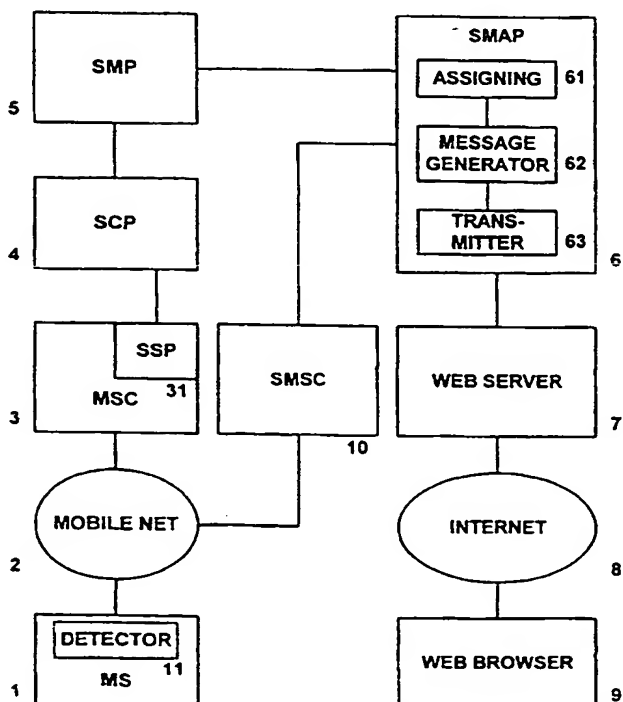 SMP
5
SCP
4
SSP
31
MSC
3
MOBILE NET
2
DETECTOR
11
MS
1
SMSC
10
SMAP
ASSIGNING
61
MESSAGE
GENERATOR
62
TRANS-
MITTER
63
6
WEB SERVER
7
INTERNET
8
WEB BROWSER
9